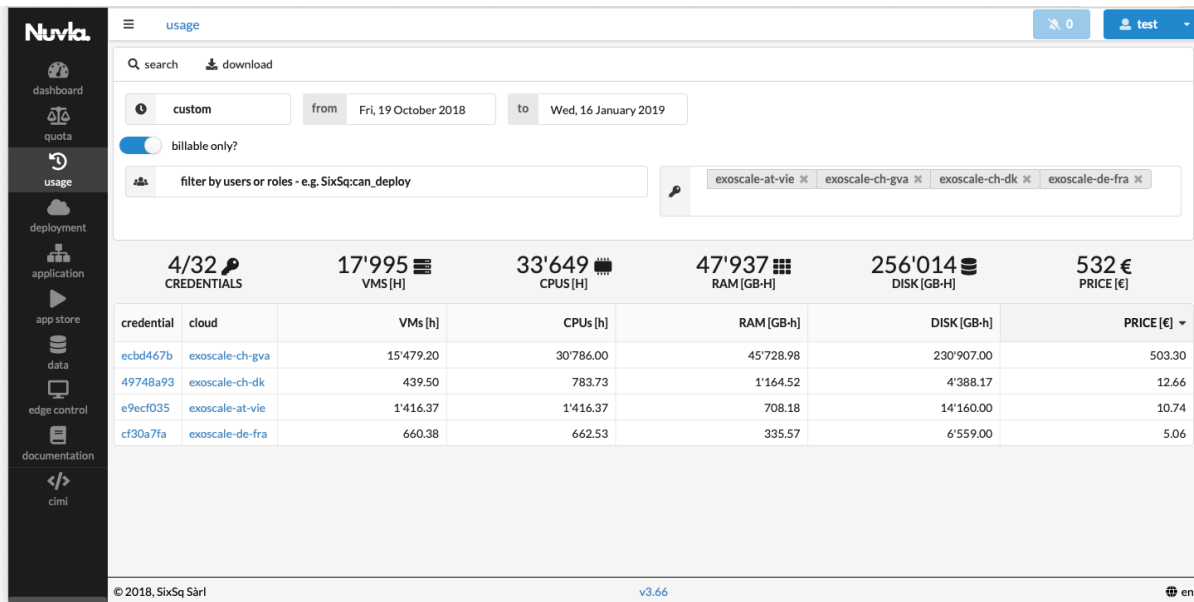 Nuvla.
usage
0
test
dashboard
quota
usage
deployment
application
app store
data
edge control
documentation
cimi
search download
custom from Fri, 19 October 2018 to Wed, 16 January 2019
billable only?
filter by users or roles - e.g. SixSq:can_deploy
exoscale-at-vie × exoscale-ch-gva × exoscale-ch-dk × exoscale-de-fra ×
4/32 17'995 33'649 47'937 256'014 532 €
CREDENTIALS VMS [H] CPUS [H] RAM [GB·H] DISK [GB·H] PRICE [€]
credential cloud VMs [h] CPUs [h] RAM [GB·h] DISK [GB·h] PRICE [€]
ecbd467b exoscale-ch-gva 15'479.20 30'786.00 45'728.98 230'907.00 503.30
49748a93 exoscale-ch-dk 439.50 783.73 1'164.52 4'388.17 12.66
e9ecf035 exoscale-at-vie 1'416.37 1'416.37 708.18 14'160.00 10.74
cf30a7fa exoscale-de-fra 660.38 662.53 335.57 6'559.00 5.06
© 2018, SixSq Sàrl v3.66 en